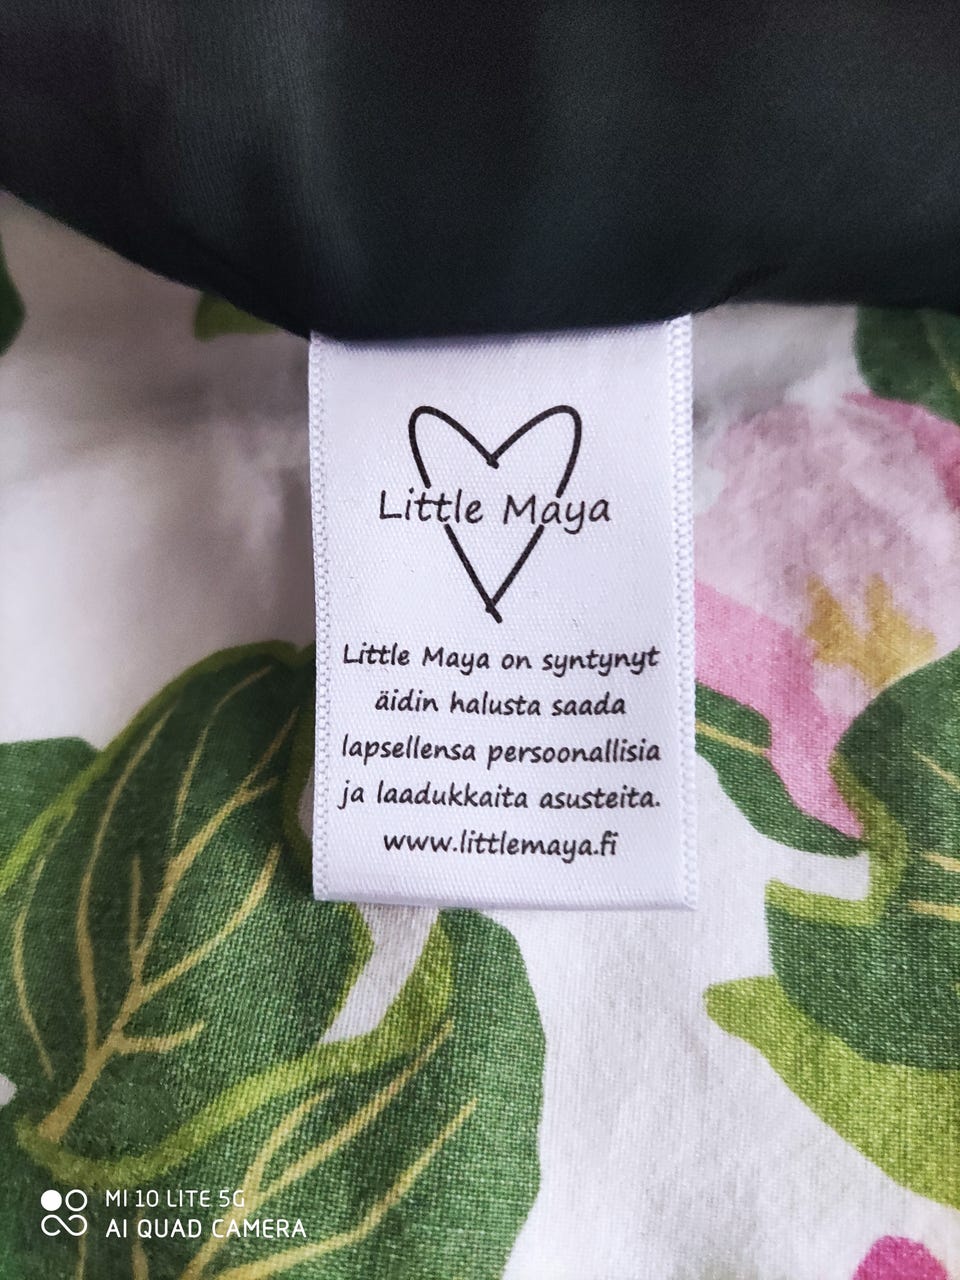 Little Maya
Little Maya on syntynyt
äidin halusta saada
lapsellensa persoonallisia
ja laadukkaita asusteita.
www.littlemaya.fi
MI 10 LITE 5G
AI QUAD CAMERA